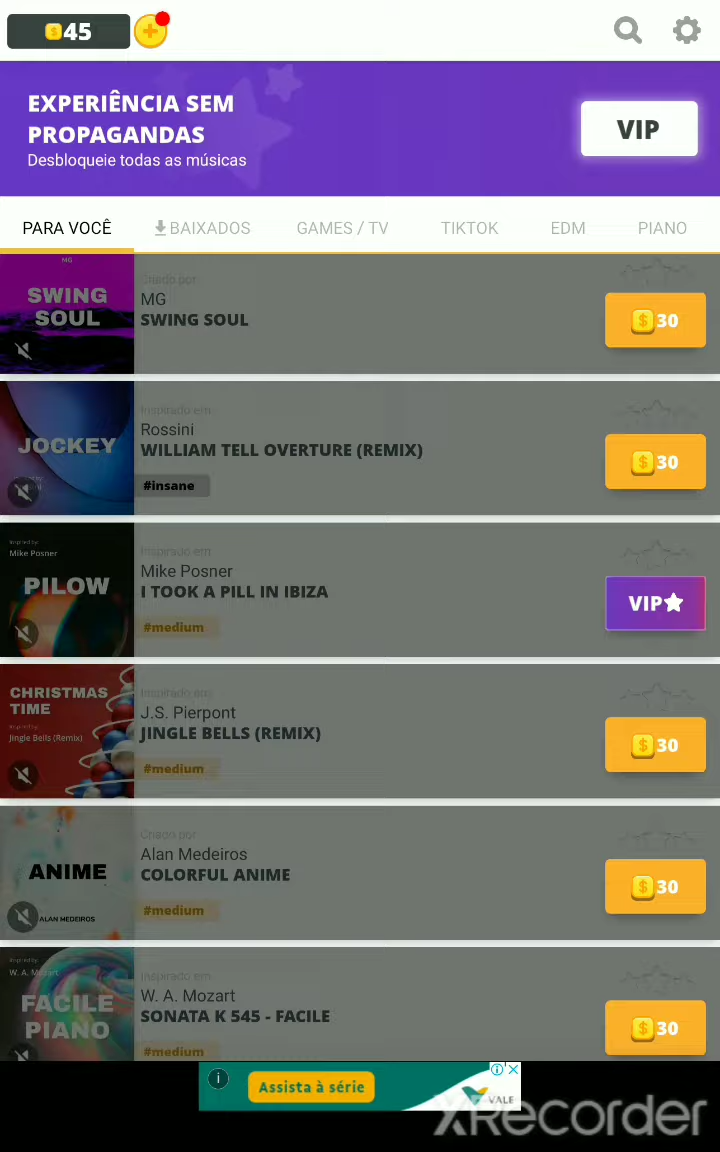 45
EXPERIÊNCIA SEM
PROPAGANDAS
Desbloqueie todas as músicas
VIP
PARA VOCÊ
BAIXADOS
GAMES / TV
TIKTOK
EDM
PIANO
MG
SWING
SOUL
Criado por
MG
SWING SOUL
30
JOCKEY
Inspirado em
Rossini
WILLIAM TELL OVERTURE (REMIX)
#insane
30
Inspired by:
Mike Posner
PILOW
Inspirado em
Mike Posner
I TOOK A PILL IN IBIZA
#medium
VIP
CHRISTMAS
TIME
Inspired by:
Jingle Bells (Remix)
Inspirado em
J.S. Pierpont
JINGLE BELLS (REMIX)
#medium
30
ANIME
ALAN MEDEIROS
Criado por
Alan Medeiros
COLORFUL ANIME
#medium
30
Inspired by:
W. A. Mozart
FACILE
PIANO
Inspirado em
W. A. Mozart
SONATA K 545 - FACILE
#medium
30
Assista à série
VALE
XRecorder